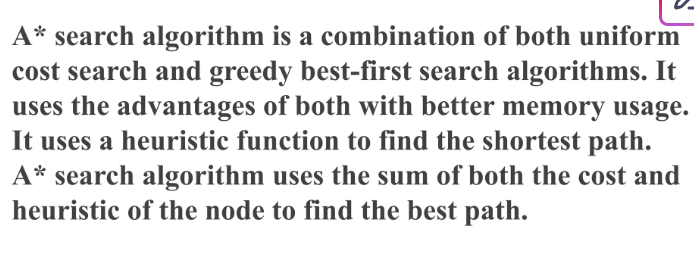 A* search algorithm is a combination of both uniform
cost search and greedy best-first search algorithms. It
uses the advantages of both with better memory usage.
It uses a heuristic function to find the shortest path.
A* search algorithm uses the sum of both the cost and
heuristic of the node to find the best path.